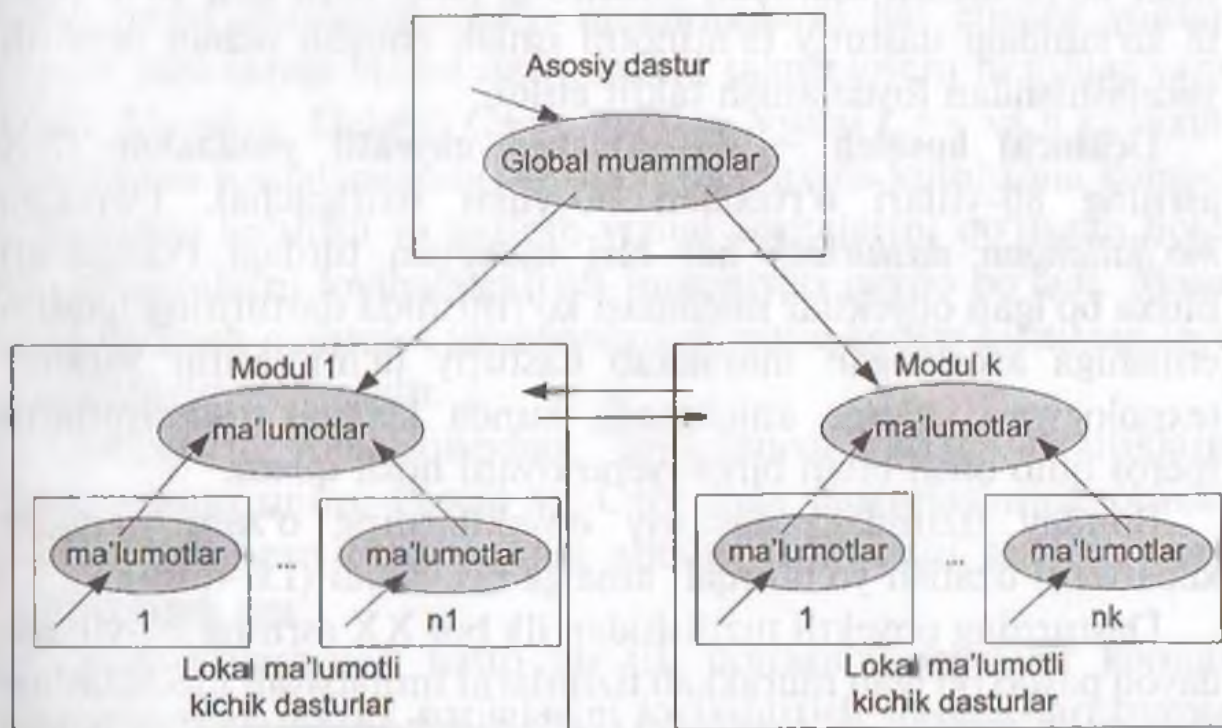 Asosiy dastur
Global muammolar
Modul 1
ma'lumotlar
ma'lumotlar
...
ma'lumotlar
1
n1
Lokal ma'lumotli
kichik dasturlar
Modul k
ma'lumotlar
ma'lumotlar
...
ma'lumotlar
1
nk
Lokal ma'lumotli
kichik dasturlar